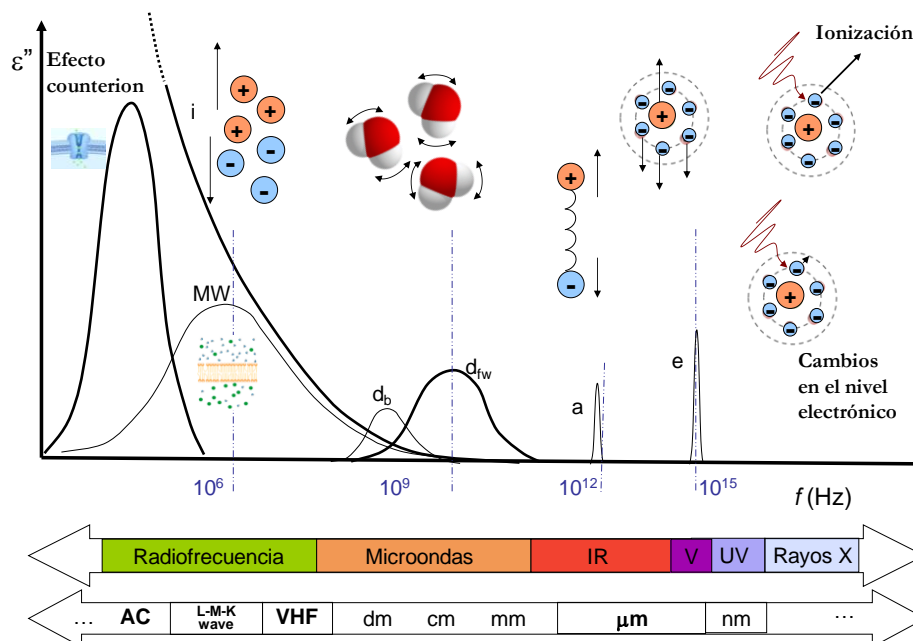 ε”
Efecto
counterion
i
+
+
+
-
-
-
Ionización
+
MW
d_b
d_fw
+
-
a
e
+
+
Cambios
en el nivel
electrónico
10^6
10^9
10^12
10^15
f (Hz)
Radiofrecuencia
Microondas
IR
V
UV
Rayos X
...
AC
L-M-K
wave
VHF
dm
cm
mm
μm
nm
...